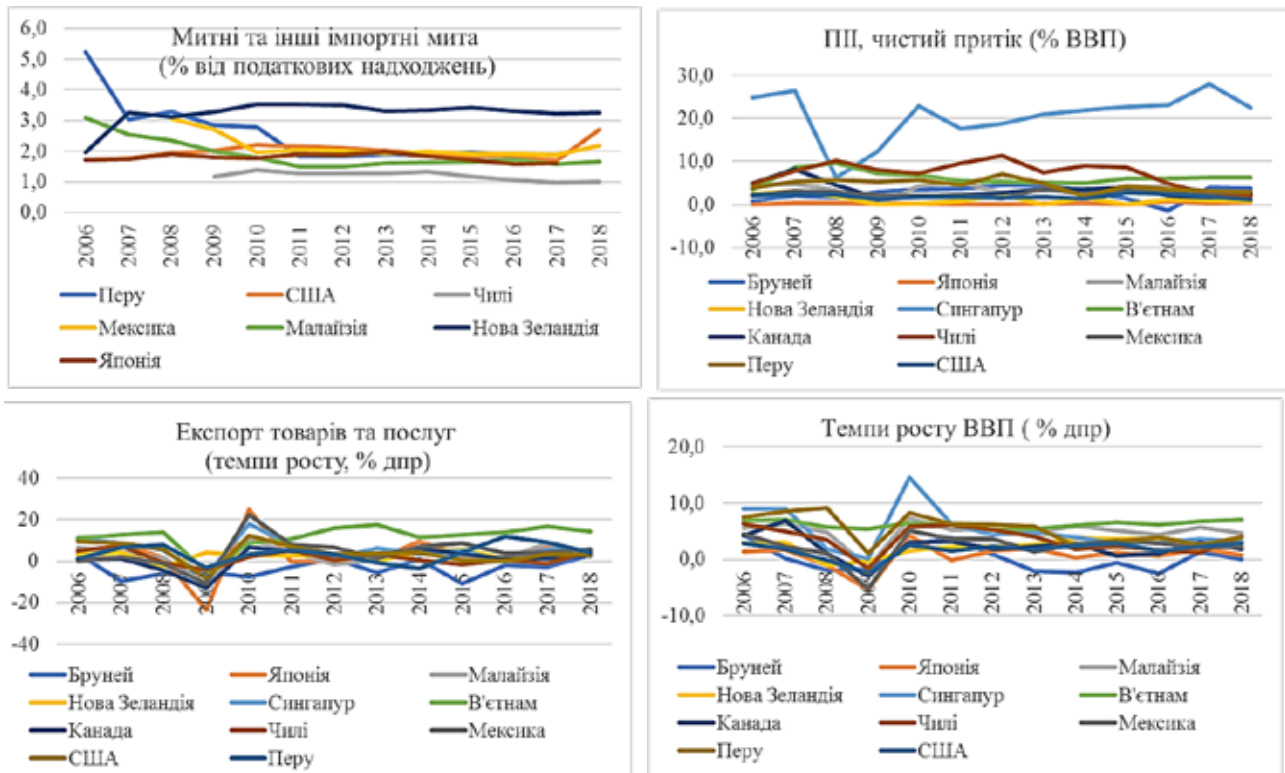 Митні та інші імпортні мита
(% від податкових надходжень)
6,0
5,0
4,0
3,0
2,0
1,0
0,0
2006 2007 2008 2009 2010 2011 2012 2013 2014 2015 2016 2017 2018
Перу США Чилі
Мексика Малайзія Нова Зеландія
Японія
ПІІ, чистий притік (% ВВП)
30,0
20,0
10,0
0,0
-10,0
2006 2007 2008 2009 2010 2011 2012 2013 2014 2015 2016 2017 2018
Бруней Японія Малайзія
Нова Зеландія Сингапур В'єтнам
Канада Чилі Мексика
Перу США
Експорт товарів та послуг
(темпи росту, % дпр)
40
20
0
-20
-40
2006 2007 2008 2009 2010 2011 2012 2013 2014 2015 2016 2017 2018
Бруней Японія Малайзія
Нова Зеландія Сингапур В'єтнам
Канада Чилі Мексика
США Перу
Темпи росту ВВП ( % дпр)
20,0
10,0
0,0
-10,0
2006 2007 2008 2009 2010 2011 2012 2013 2014 2015 2016 2017 2018
Бруней Японія Малайзія
Нова Зеландія Сингапур В'єтнам
Канада Чилі Мексика
Перу США